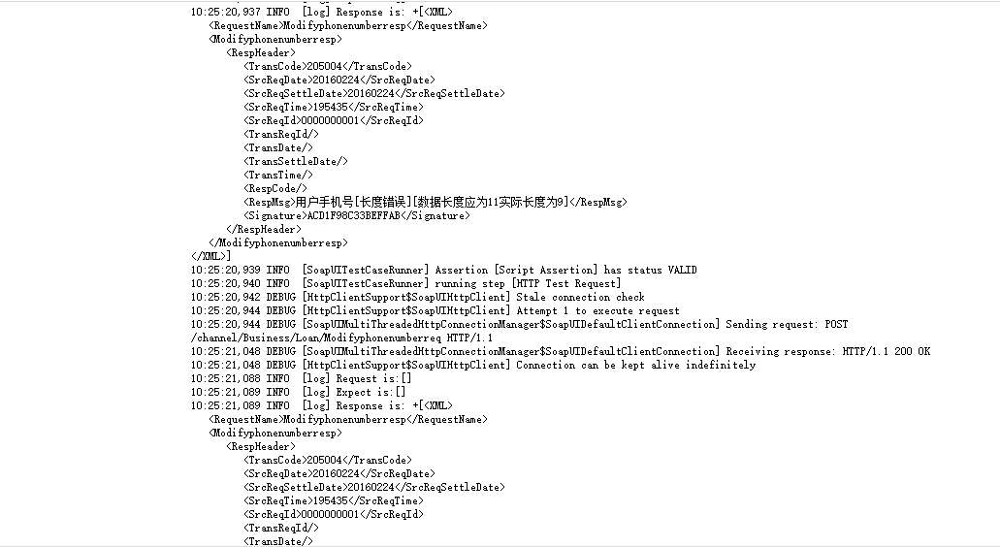 10:25:20,937 INFO  [log] Response is: +[<XML>
   <RequestName>Modifyphonenumberresp</RequestName>
   <Modifyphonenumberresp>
      <RespHeader>
         <TransCode>205004</TransCode>
         <SrcReqDate>20160224</SrcReqDate>
         <SrcReqSettleDate>20160224</SrcReqSettleDate>
         <SrcReqTime>195435</SrcReqTime>
         <SrcReqId>0000000001</SrcReqId>
         <TransReqId/>
         <TransDate/>
         <TransSettleDate/>
         <TransTime/>
         <RespCode/>
         <RespMsg>用户手机号[长度错误][数据长度应为11实际长度为9]</RespMsg>
         <Signature>ACD1F98C33BEFFAB</Signature>
      </RespHeader>
   </Modifyphonenumberresp>
</XML>]
10:25:20,939 INFO  [SoapUITestCaseRunner] Assertion [Script Assertion] has status VALID
10:25:20,940 INFO  [SoapUITestCaseRunner] running step [HTTP Test Request]
10:25:20,942 DEBUG [HttpClientSupport$SoapUIHttpClient] Stale connection check
10:25:20,944 DEBUG [HttpClientSupport$SoapUIHttpClient] Attempt 1 to execute request
10:25:20,944 DEBUG [SoapUIMultiThreadedHttpConnectionManager$SoapUIDefaultClientConnection] Sending request: POST
/channel/Business/Loan/Modifyphonenumberreq HTTP/1.1
10:25:21,048 DEBUG [SoapUIMultiThreadedHttpConnectionManager$SoapUIDefaultClientConnection] Receiving response: HTTP/1.1 200 OK
10:25:21,048 DEBUG [HttpClientSupport$SoapUIHttpClient] Connection can be kept alive indefinitely
10:25:21,088 INFO  [log] Request is:[]
10:25:21,089 INFO  [log] Expect is:[]
10:25:21,089 INFO  [log] Response is: +[<XML>
   <RequestName>Modifyphonenumberresp</RequestName>
   <Modifyphonenumberresp>
      <RespHeader>
         <TransCode>205004</TransCode>
         <SrcReqDate>20160224</SrcReqDate>
         <SrcReqSettleDate>20160224</SrcReqSettleDate>
         <SrcReqTime>195435</SrcReqTime>
         <SrcReqId>0000000001</SrcReqId>
         <TransReqId/>
         <TransDate/>